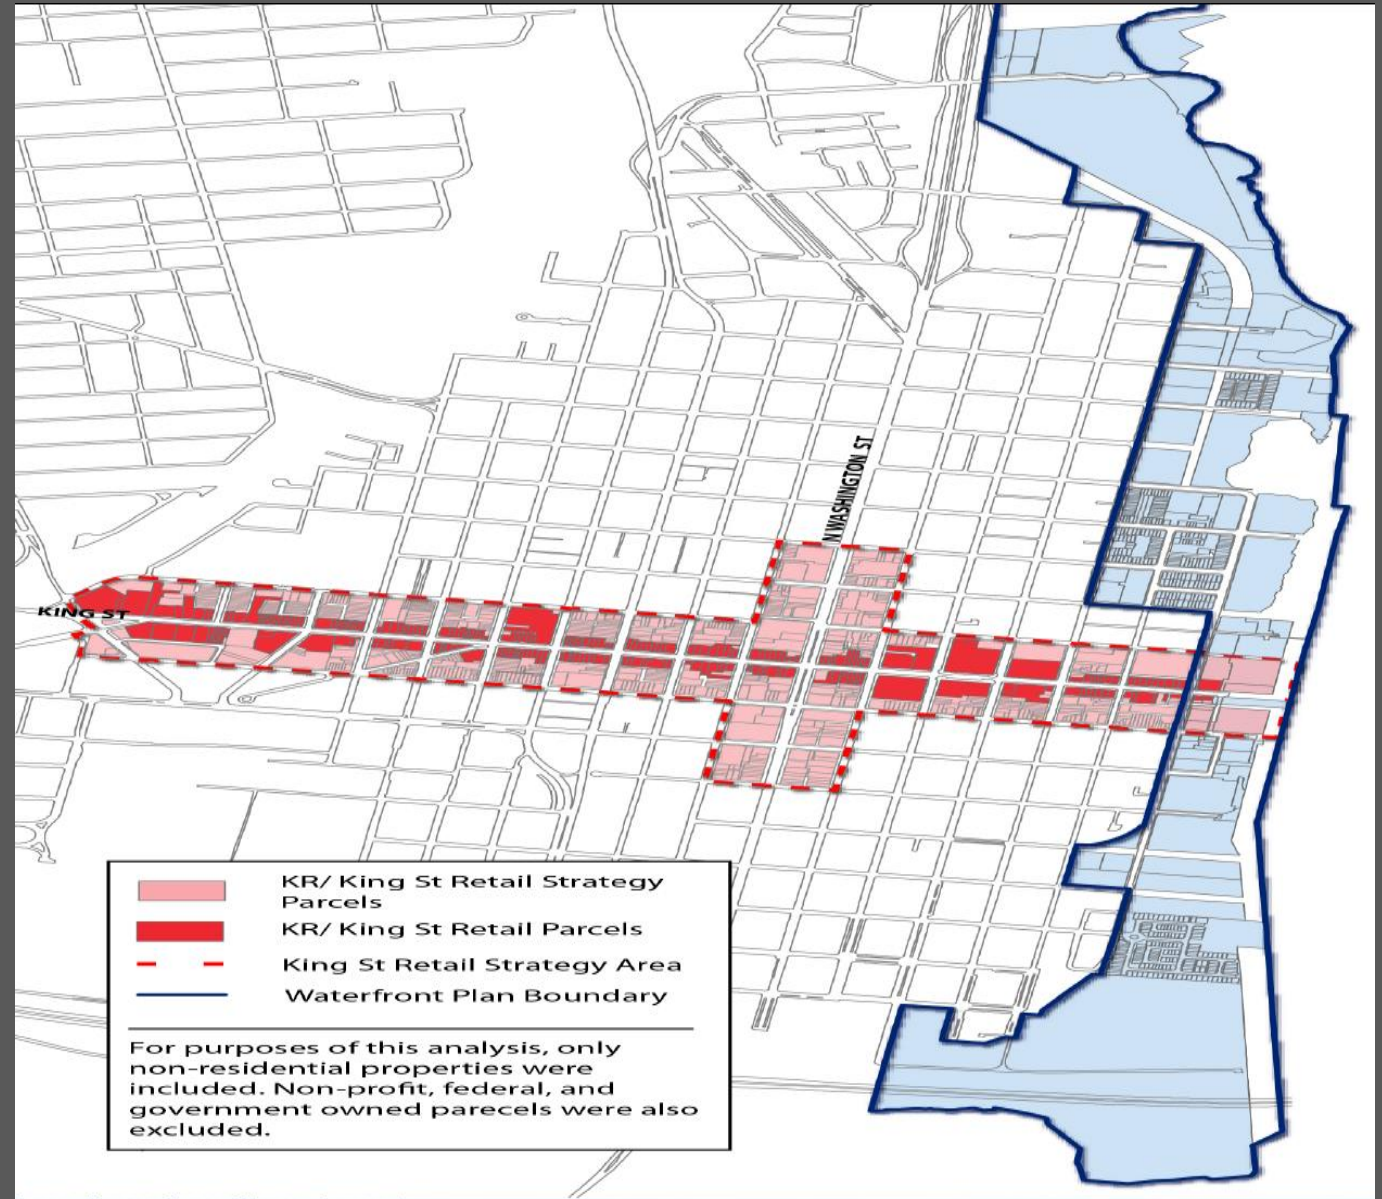 N WASHINGTON ST
KING ST
KR/ King St Retail Strategy
Parcels
KR/ King St Retail Parcels
King St Retail Strategy Area
Waterfront Plan Boundary
For purposes of this analysis, only
non-residential properties were
included. Non-profit, federal, and
government owned parecels were also
excluded.